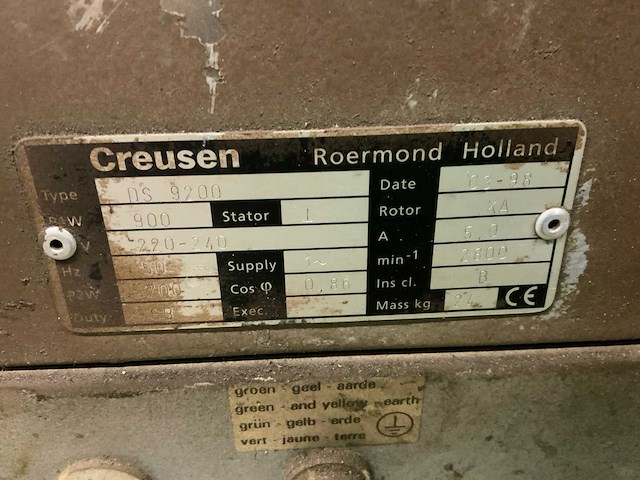 Creusen Roermond Holland
Type DS 9200 Date 02-98
P1W 900 Stator L Rotor KA
V 220-240 A 6.0
Hz 50 Supply 1~ min-1 2800
P2W Cos φ 0,86 Ins cl. B
Duty Exec. Mass kg 24 CE
groen - geel - aarde
green - and yellow - earth
grün - gelb - erde
vert - jaune - terre